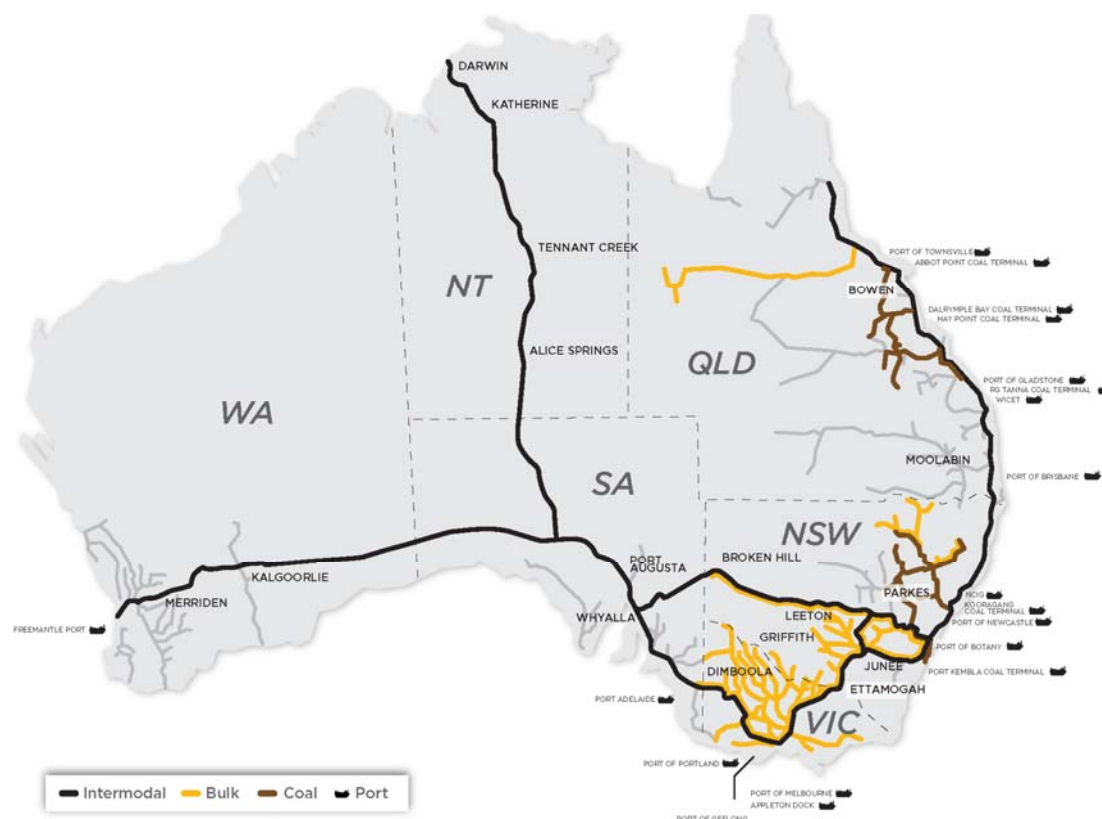 DARWIN
KATHERINE
TENNANT CREEK
PORT OF TOWNSVILLE
ABBOT POINT COAL TERMINAL
NT
BOWEN
DALRYMPLE BAY COAL TERMINAL
HAY POINT COAL TERMINAL
ALICE SPRINGS
QLD
PORT OF GLADSTONE
RG TANNA COAL TERMINAL
WICET
WA
MOOLABIN
PORT OF BRISBANE
SA
NSW
BROKEN HILL
PORT
AUGUSTA
KALGOORLIE
MERRIDEN
FREEMANTLE PORT
WHYALLA
PARKES
NCIG
KOORAGANG
COAL TERMINAL
LEETON
PORT OF NEWCASTLE
GRIFFITH
PORT OF BOTANY
JUNEE
DIMBOOLA
PORT KEMBLA COAL TERMINAL
ETTAMOGAH
PORT ADELAIDE
VIC
PORT OF PORTLAND
PORT OF MELBOURNE
APPLETON DOCK
Intermodal Bulk Coal Port